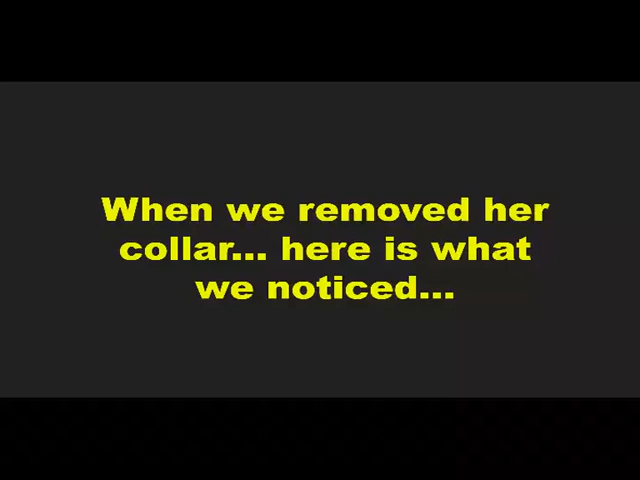 When we removed her
collar... here is what
we noticed...